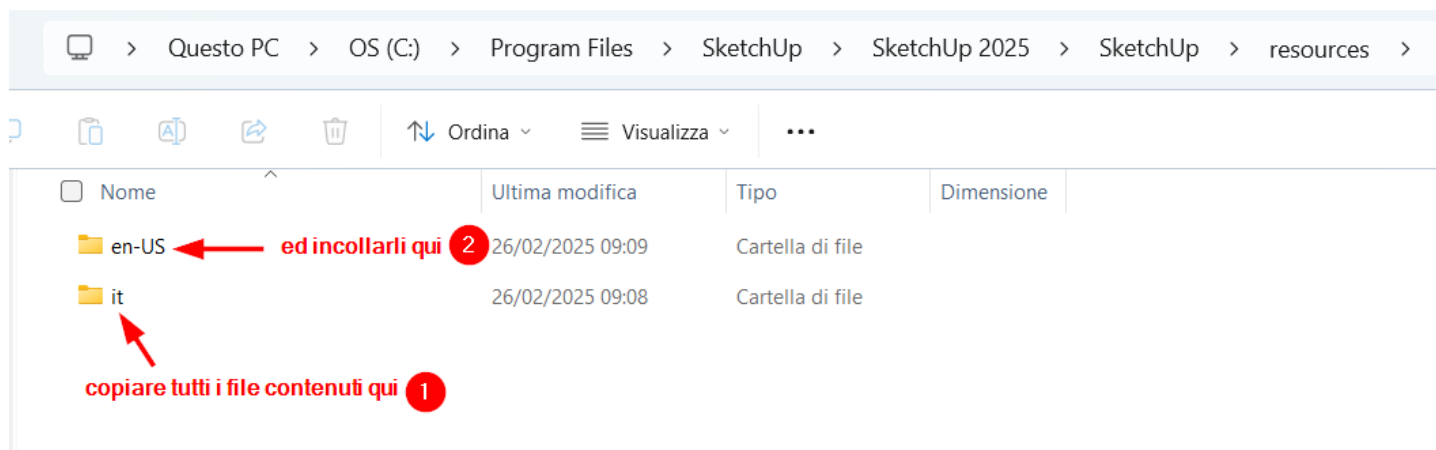 Questo PC > OS (C:) > Program Files > SketchUp > SketchUp 2025 > SketchUp > resources >
Ordina Visualizza
Nome Ultima modifica Tipo Dimensione
en-US ed incollarli qui 2 26/02/2025 09:09 Cartella di file
it 26/02/2025 09:08 Cartella di file
copiare tutti i file contenuti qui 1